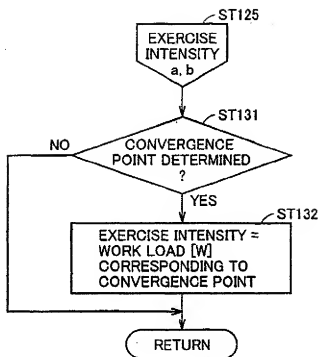 ST125
EXERCISE
INTENSITY
a, b
ST131
NO
CONVERGENCE
POINT DETERMINED
?
YES
ST132
EXERCISE INTENSITY =
WORK LOAD [W]
CORRESPONDING TO
CONVERGENCE POINT
RETURN